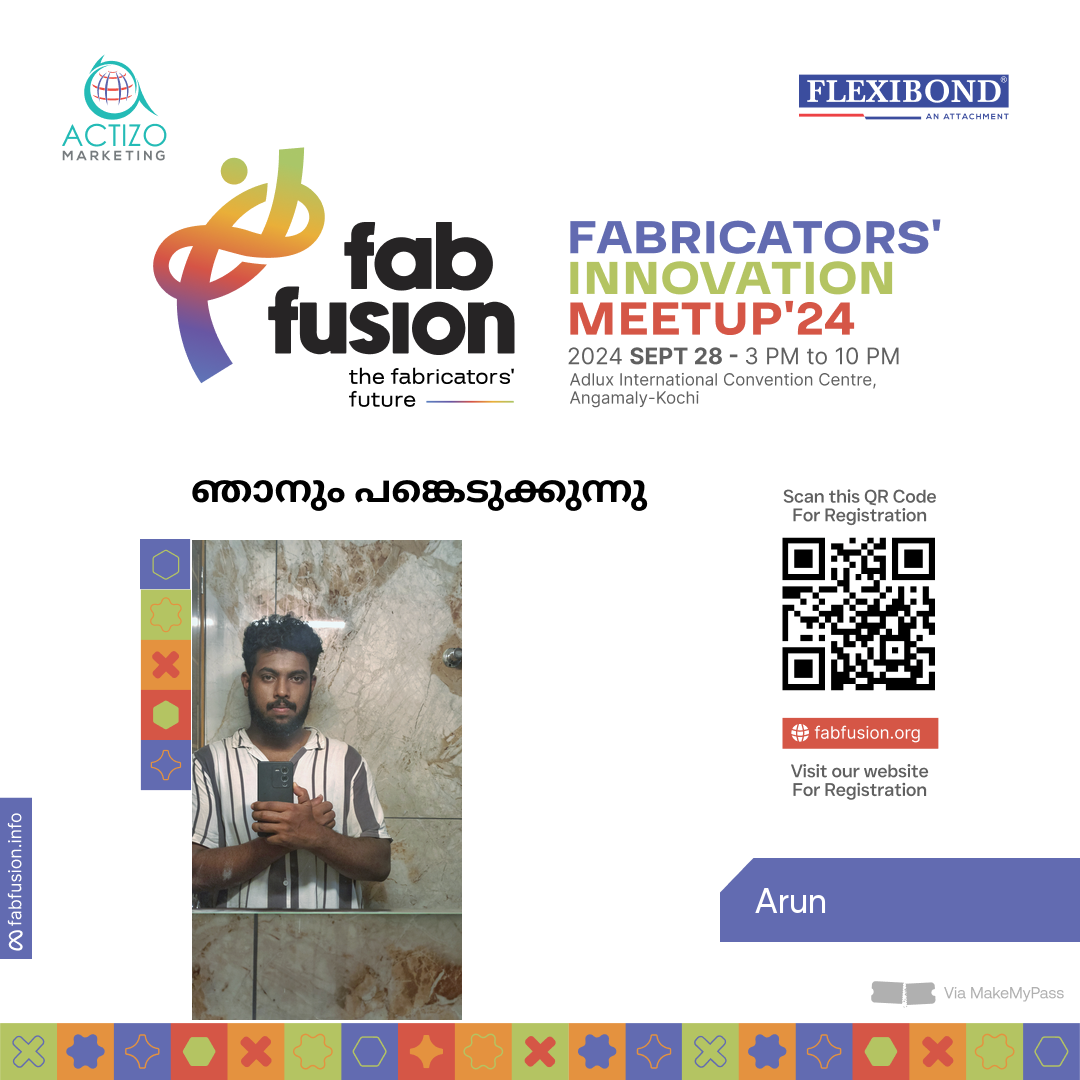 ACTIZO
MARKETING
FLEXIBOND®
AN ATTACHMENT
fab
fusion
the fabricators'
future
FABRICATORS'
INNOVATION
MEETUP'24
2024 SEPT 28 - 3 PM to 10 PM
Adlux International Convention Centre,
Angamaly-Kochi
ഞാനും പങ്കെടുക്കുന്നു
Scan this QR Code
For Registration
fabfusion.org
Visit our website
For Registration
fabfusion.info
Arun
Via MakeMyPass